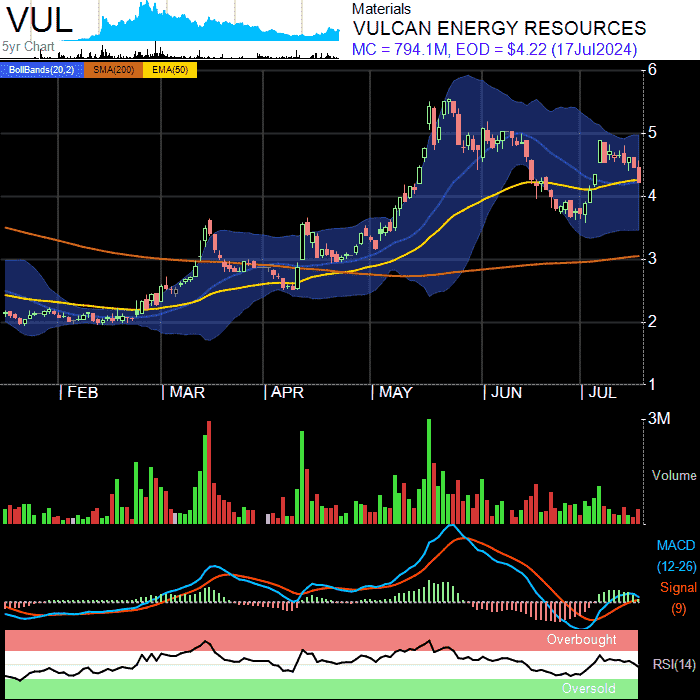 VUL
5yr Chart
Materials
VULCAN ENERGY RESOURCES
MC = 794.1M, EOD = $4.22 (17Jul2024)
BollBands(20,2) SMA(200) EMA(50)
6
5
4
3
2
1
FEB MAR APR MAY JUN JUL
3M
Volume
MACD
(12-26)
Signal
(9)
Overbought
RSI(14)
Oversold